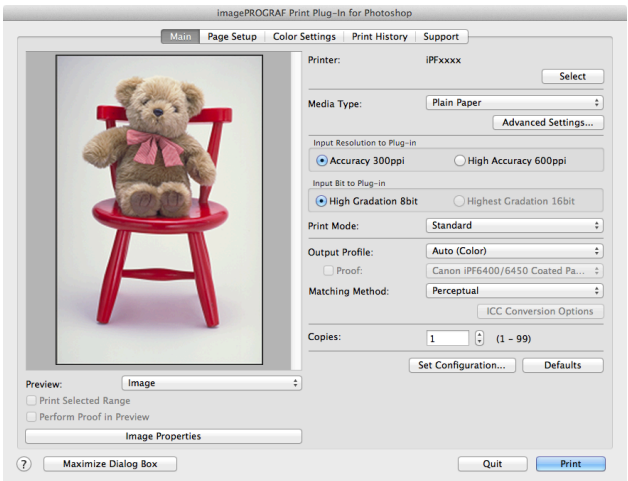 imagePROGRAF Print Plug-In for Photoshop
Main Page Setup Color Settings Print History Support
Printer: iPFxxxx
Select
Media Type: Plain Paper
Advanced Settings...
Input Resolution to Plug-in
Accuracy 300ppi High Accuracy 600ppi
Input Bit to Plug-in
High Gradation 8bit Highest Gradation 16bit
Print Mode: Standard
Output Profile: Auto (Color)
Proof: Canon iPF6400/6450 Coated Pa...
Matching Method: Perceptual
ICC Conversion Options
Copies: 1 (1 – 99)
Set Configuration... Defaults
Preview: Image
Print Selected Range
Perform Proof in Preview
Image Properties
? Maximize Dialog Box Quit Print